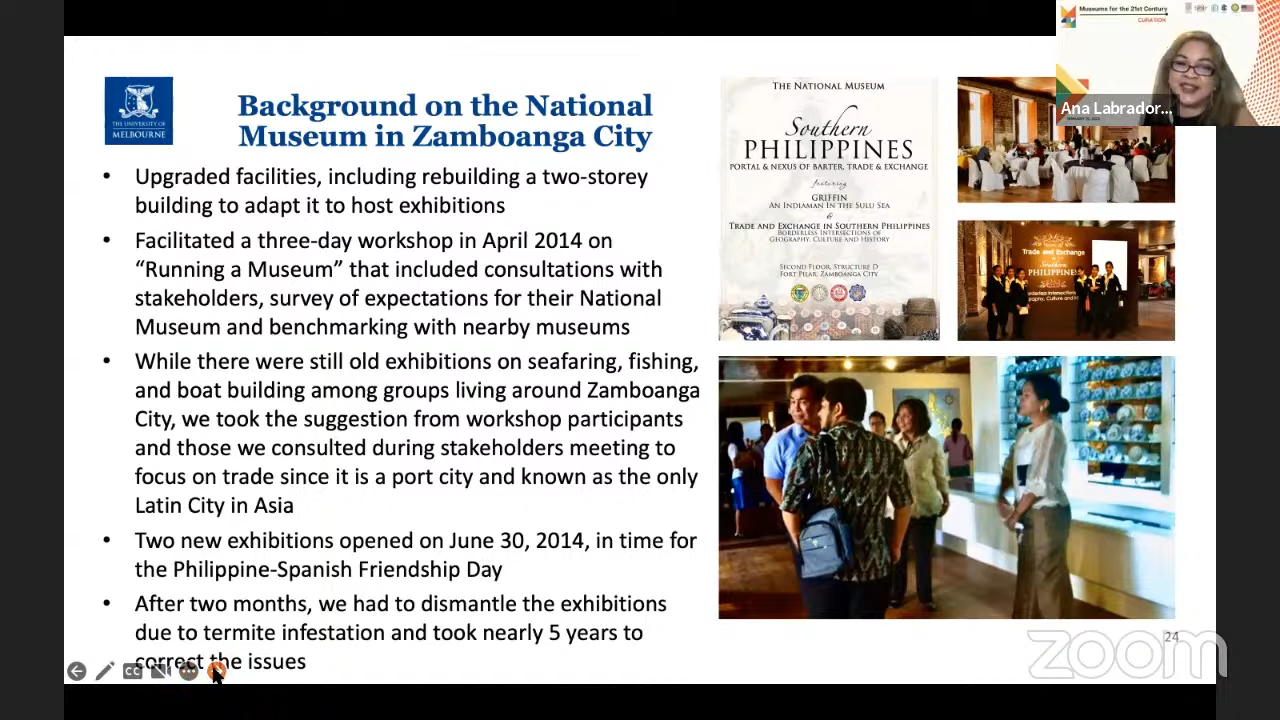 Museums for the 21st Century
CURATION
Ana Labrador...
THE UNIVERSITY OF
MELBOURNE
Background on the National
Museum in Zamboanga City
• Upgraded facilities, including rebuilding a two-storey
building to adapt it to host exhibitions
• Facilitated a three-day workshop in April 2014 on
“Running a Museum” that included consultations with
stakeholders, survey of expectations for their National
Museum and benchmarking with nearby museums
• While there were still old exhibitions on seafaring, fishing,
and boat building among groups living around Zamboanga
City, we took the suggestion from workshop participants
and those we consulted during stakeholders meeting to
focus on trade since it is a port city and known as the only
Latin City in Asia
• Two new exhibitions opened on June 30, 2014, in time for
the Philippine-Spanish Friendship Day
• After two months, we had to dismantle the exhibitions
due to termite infestation and took nearly 5 years to
correct the issues
THE NATIONAL MUSEUM
Southern
PHILIPPINES
PORTAL & NEXUS OF BARTER, TRADE & EXCHANGE
featuring
GRIFFIN
AN INDIAMAN IN THE SULU SEA
&
TRADE AND EXCHANGE IN SOUTHERN PHILIPPINES
BORDERLESS INTERSECTIONS OF
GEOGRAPHY, CULTURE AND HISTORY
SECOND FLOOR, STRUCTURE D
FORT PILAR, ZAMBOANGA CITY
Trade and Exchange
Southern
PHILIPPINES
24
CC
zoom